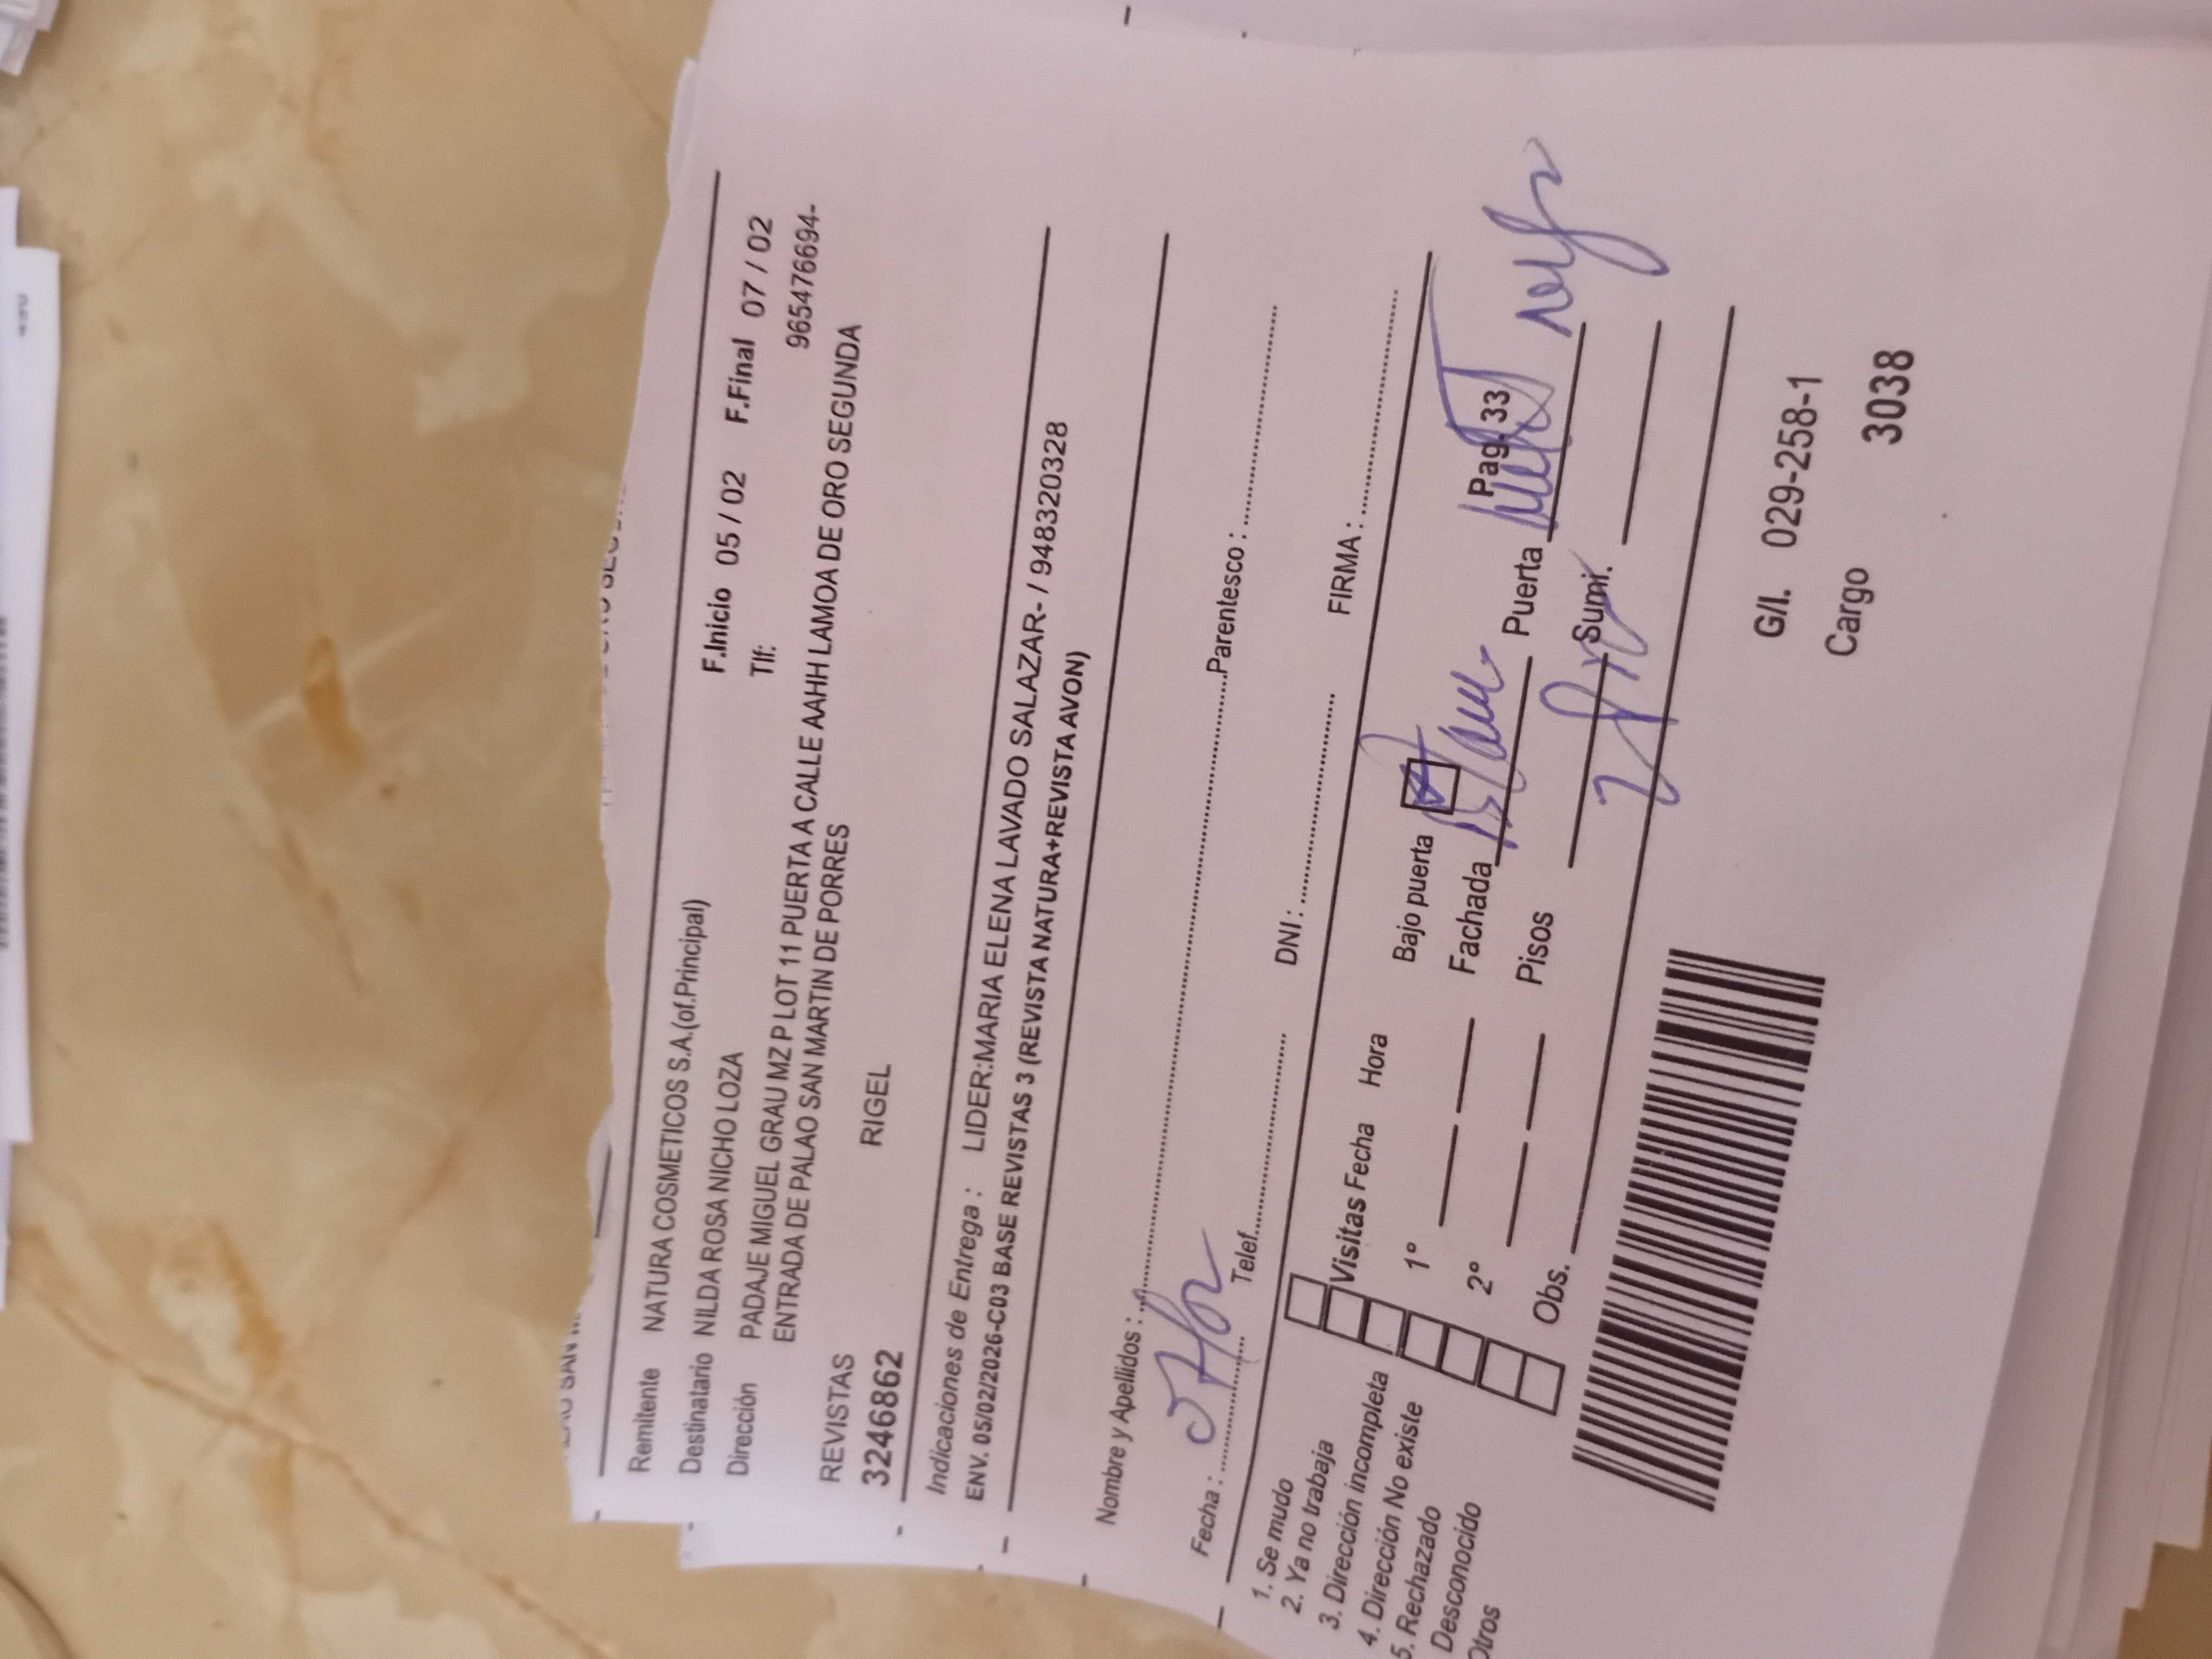 F.Inicio 05 / 02 F.Final 07 / 02
Remitente NATURA COSMETICOS S.A.(of.Principal) Tlf: 965476694-
Destinatario NILDA ROSA NICHO LOZA
Dirección PADAJE MIGUEL GRAU MZ P LOT 11 PUERTA A CALLE AAHH LAMOA DE ORO SEGUNDA
ENTRADA DE PALAO SAN MARTIN DE PORRES
REVISTAS RIGEL
3246862
Indicaciones de Entrega : LIDER:MARIA ELENA LAVADO SALAZAR- / 948320328
ENV. 05/02/2026-C03 BASE REVISTAS 3 (REVISTA NATURA+REVISTA AVON)
Nombre y Apellidos : Parentesco :
Fecha : Telef. DNI : FIRMA :
1. Se mudo
2. Ya no trabaja
3. Dirección incompleta
4. Dirección No existe
5. Rechazado
Desconocido
Otros
Visitas Fecha Hora Bajo puerta Pag. 33
1° Fachada Puerta
2° Pisos Sumi.
Obs.
G/I. 029-258-1
Cargo 3038